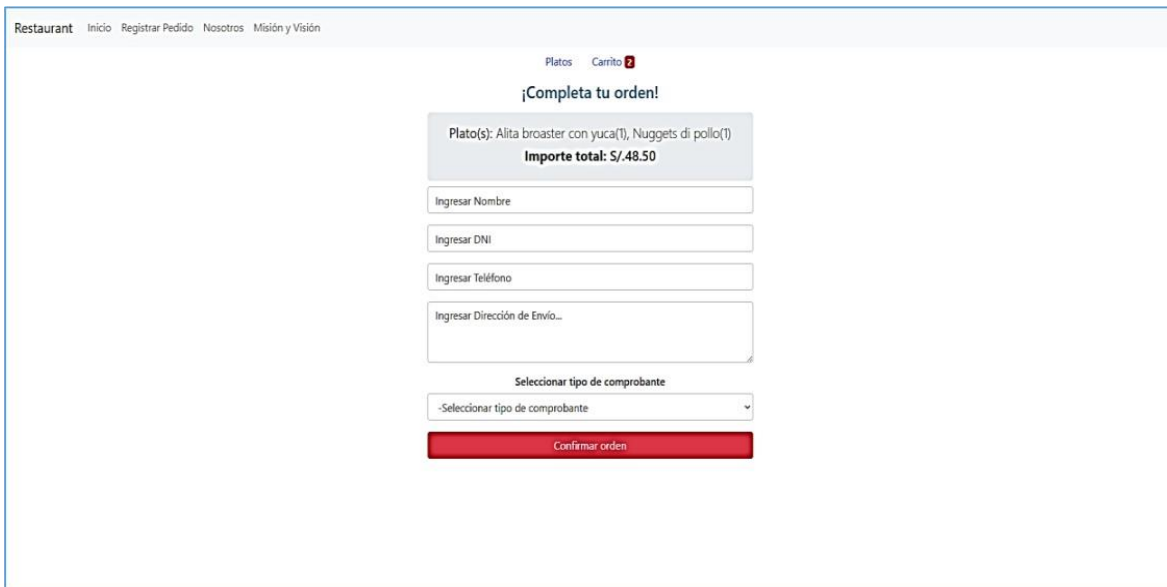 Restaurant Inicio Registrar Pedido Nosotros Misión y Visión
Platos Carrito 2
¡Completa tu orden!
Plato(s): Alita broaster con yuca(1), Nuggets di pollo(1)
Importe total: S/.48.50
Ingresar Nombre
Ingresar DNI
Ingresar Teléfono
Ingresar Dirección de Envío...
Seleccionar tipo de comprobante
-Seleccionar tipo de comprobante
Confirmar orden